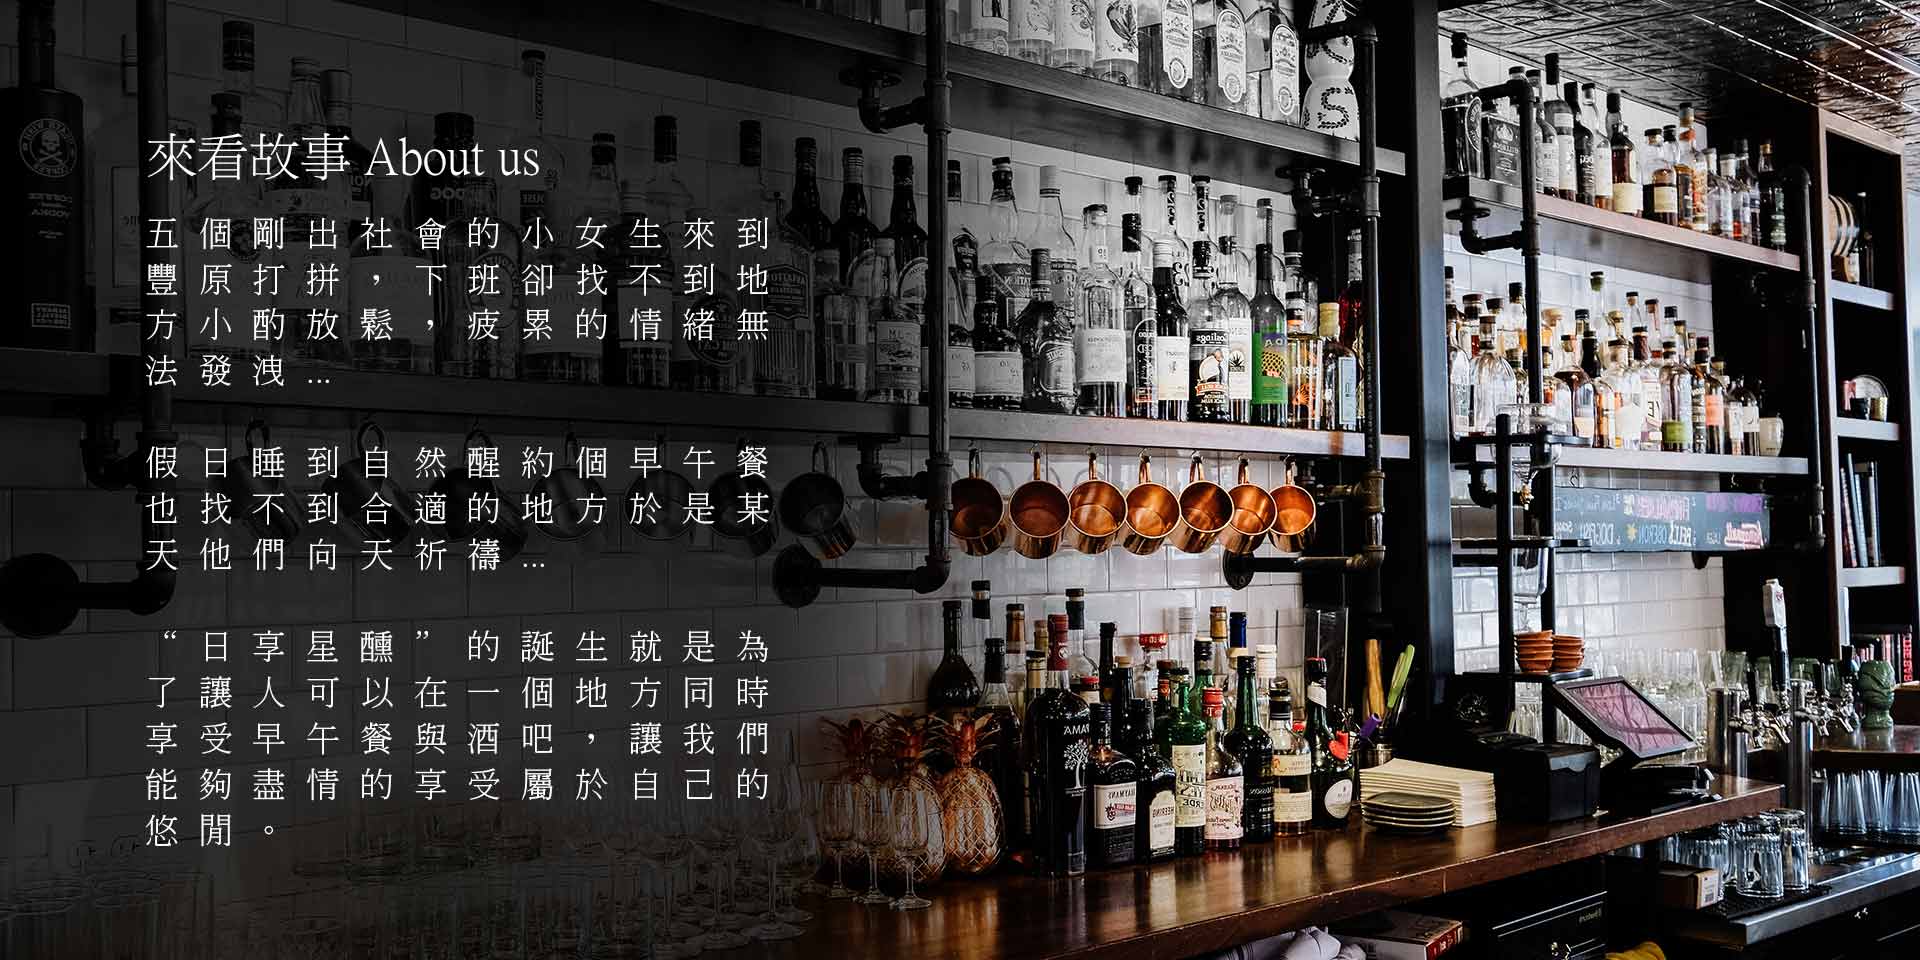 來看故事 About us
五個剛出社會的小女生來到
豐原打拼，下班卻找不到地
方小酌放鬆，疲累的情緒無
法發洩...
假日睡到自然醒約個早午餐
也找不到合適的地方於是某
天他們向天祈禱...
“日享星醺”的誕生就是為
了讓人可以在一個地方同時
享受早午餐與酒吧，讓我們
能夠盡情的享受屬於自己的
悠閒。